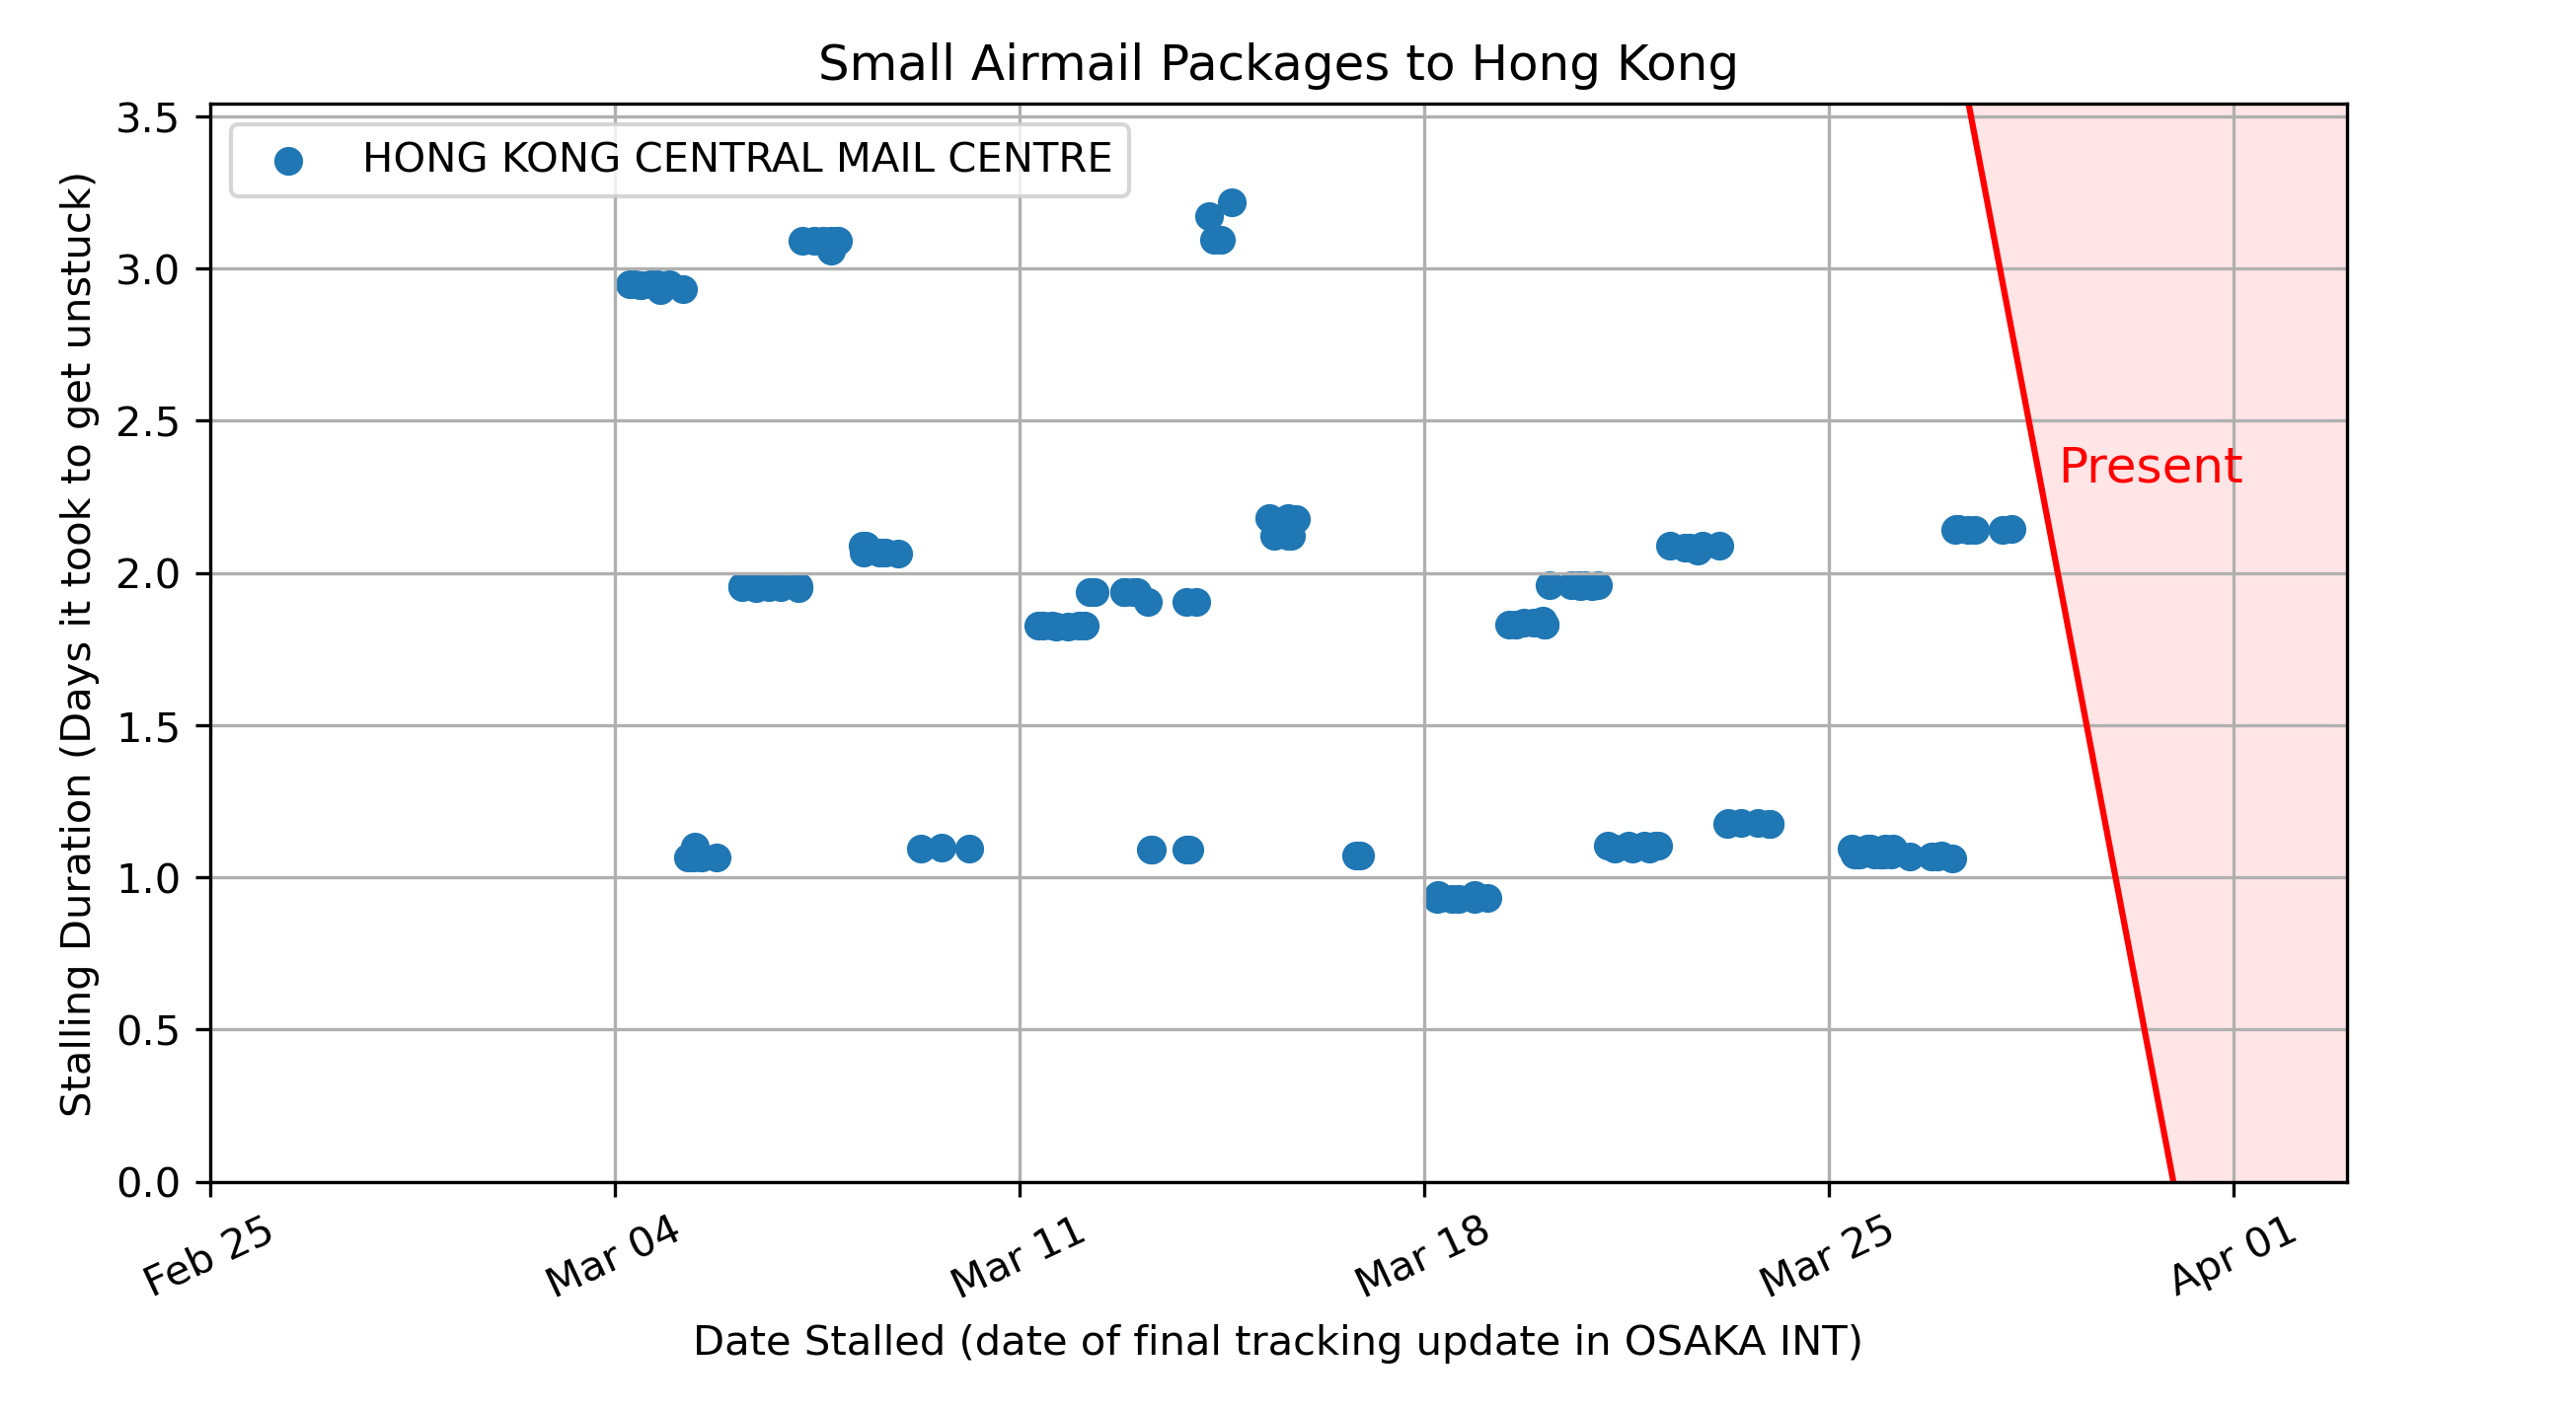 Small Airmail Packages to Hong Kong
HONG KONG CENTRAL MAIL CENTRE
Stalling Duration (Days it took to get unstuck)
3.5
3.0
2.5
2.0
1.5
1.0
0.5
0.0
Present
Feb 25
Mar 04
Mar 11
Mar 18
Mar 25
Apr 01
Date Stalled (date of final tracking update in OSAKA INT)